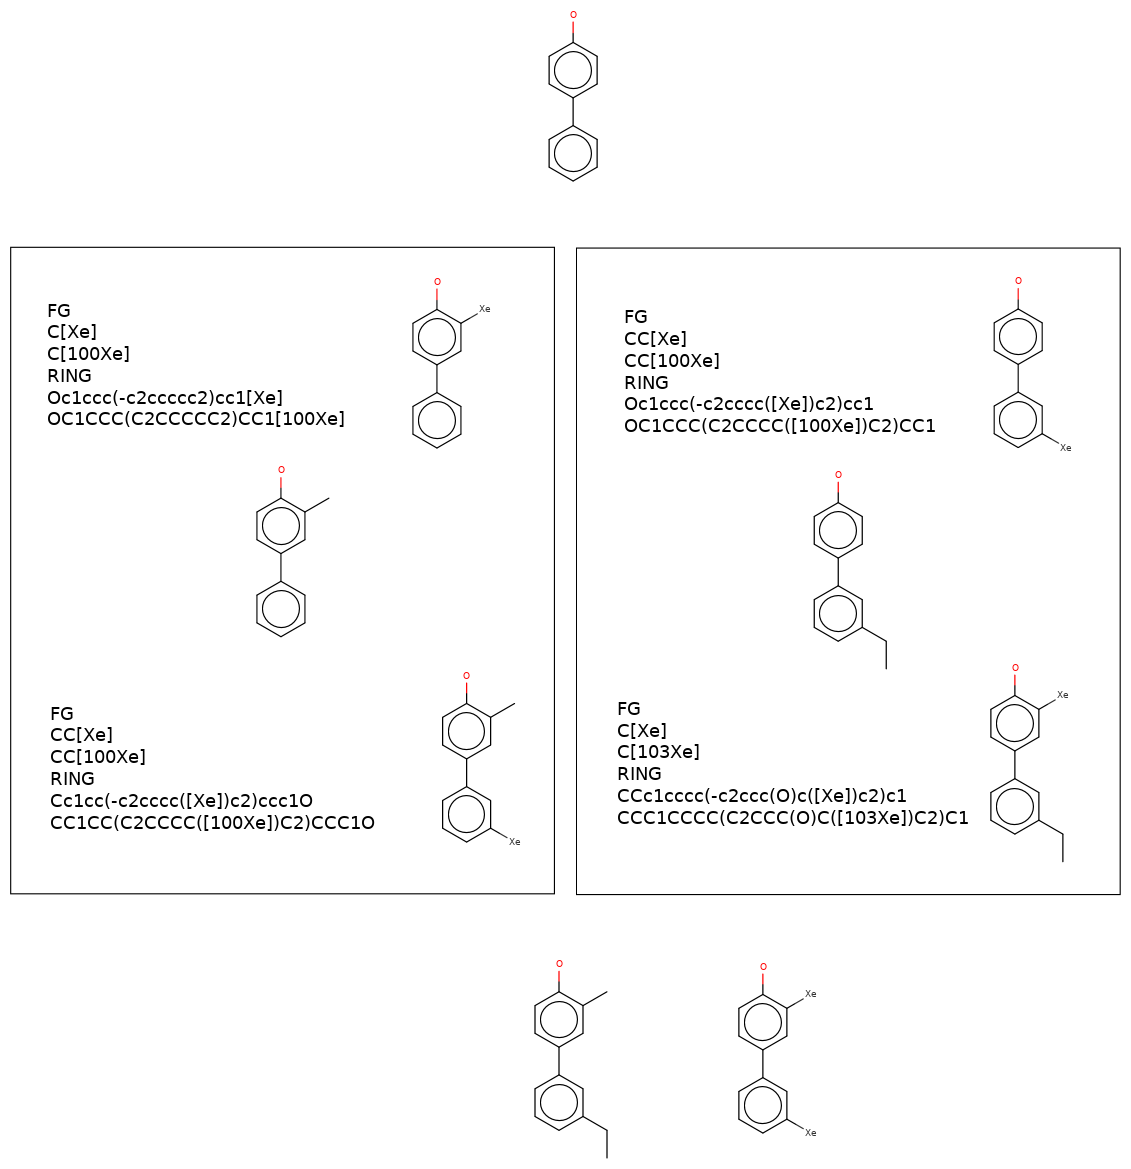 O
FG
C[Xe]
C[100Xe]
RING
Oc1ccc(-c2ccccc2)cc1[Xe]
OC1CCC(C2CCCCC2)CC1[100Xe]
O
Xe
O
FG
CC[Xe]
CC[100Xe]
RING
Cc1cc(-c2cccc([Xe])c2)ccc1O
CC1CC(C2CCCC([100Xe])C2)CCC1O
O
Xe
FG
CC[Xe]
CC[100Xe]
RING
Oc1ccc(-c2cccc([Xe])c2)cc1
OC1CCC(C2CCCC([100Xe])C2)CC1
O
Xe
O
FG
C[Xe]
C[103Xe]
RING
CCc1cccc(-c2ccc(O)c([Xe])c2)c1
CCC1CCCC(C2CCC(O)C([103Xe])C2)C1
O
Xe
O
O
Xe
Xe